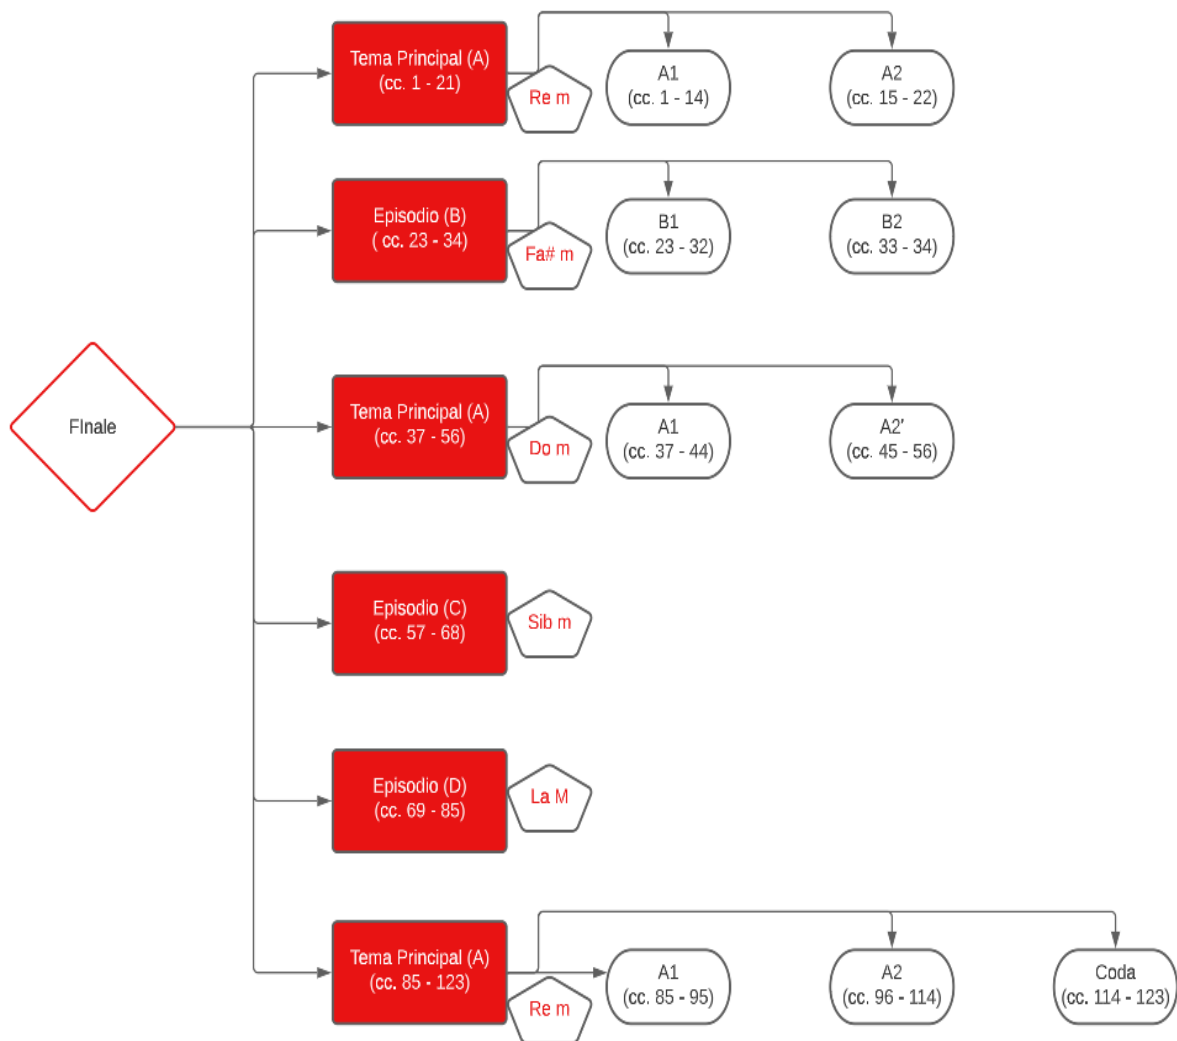 Tema Principal (A)
(cc. 1 - 21)
Re m
A1
(cc. 1 - 14)
A2
(cc. 15 - 22)
Episodio (B)
( cc. 23 - 34)
Fa# m
B1
(cc. 23 - 32)
B2
(cc. 33 - 34)
FInale
Tema Principal (A)
(cc. 37 - 56)
Do m
A1
(cc. 37 - 44)
A2'
(cc. 45 - 56)
Episodio (C)
(cc. 57 - 68)
Sib m
Episodio (D)
(cc. 69 - 85)
La M
Tema Principal (A)
(cc. 85 - 123)
Re m
A1
(cc. 85 - 95)
A2
(cc. 96 - 114)
Coda
(cc. 114 - 123)